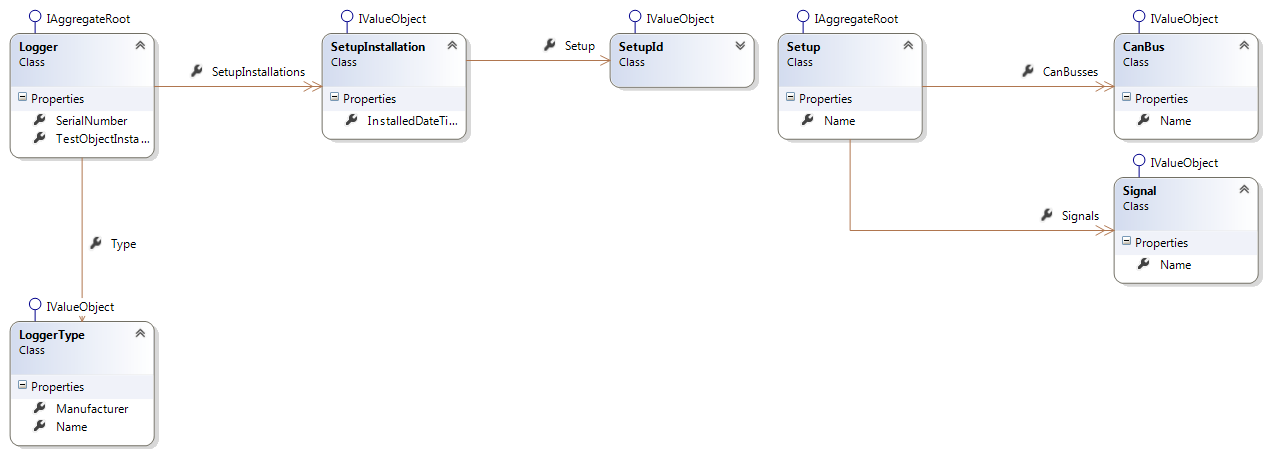 IAggregateRoot
Logger
Class
Properties
SerialNumber
TestObjectInsta...
SetupInstallations
IValueObject
SetupInstallation
Class
Properties
InstalledDateTi...
Setup
IValueObject
SetupId
Class
IAggregateRoot
Setup
Class
Properties
Name
CanBusses
IValueObject
CanBus
Class
Properties
Name
Signals
IValueObject
Signal
Class
Properties
Name
Type
IValueObject
LoggerType
Class
Properties
Manufacturer
Name